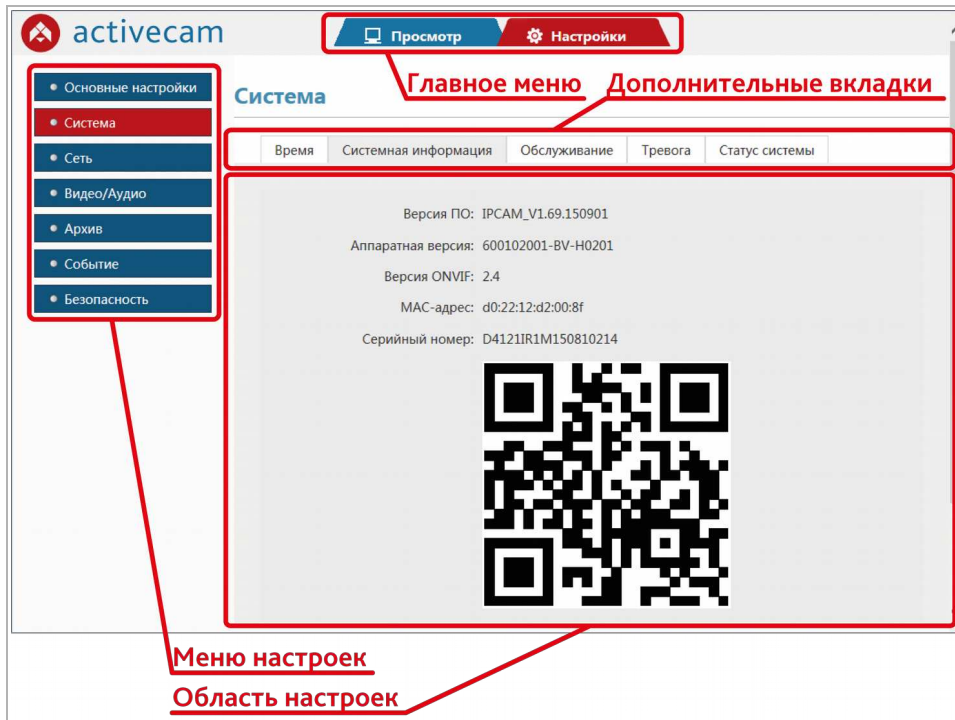 activecam
Просмотр
Настройки
Главное меню
Дополнительные вкладки
Основные настройки
Система
Сеть
Видео/Аудио
Архив
Событие
Безопасность
Система
Время Системная информация Обслуживание Тревога Статус системы
Версия ПО: IPCAM_V1.69.150901
Аппаратная версия: 600102001-BV-H0201
Версия ONVIF: 2.4
MAC-адрес: d0:22:12:d2:00:8f
Серийный номер: D4121IR1M150810214
Меню настроек
Область настроек